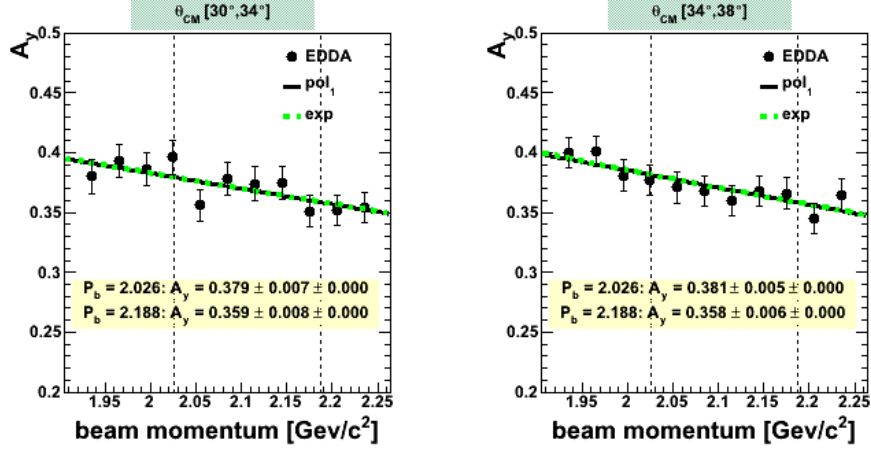 θCM [30°,34°]
Ay
0.5
0.45
0.4
0.35
0.3
0.25
0.2
EDDA
pol1
exp
Pb = 2.026: Ay = 0.379 ± 0.007 ± 0.000
Pb = 2.188: Ay = 0.359 ± 0.008 ± 0.000
1.95 2 2.05 2.1 2.15 2.2 2.25
beam momentum [Gev/c2]
θCM [34°,38°]
Ay
0.5
0.45
0.4
0.35
0.3
0.25
0.2
EDDA
pol1
exp
Pb = 2.026: Ay = 0.381 ± 0.005 ± 0.000
Pb = 2.188: Ay = 0.358 ± 0.006 ± 0.000
1.95 2 2.05 2.1 2.15 2.2 2.25
beam momentum [Gev/c2]